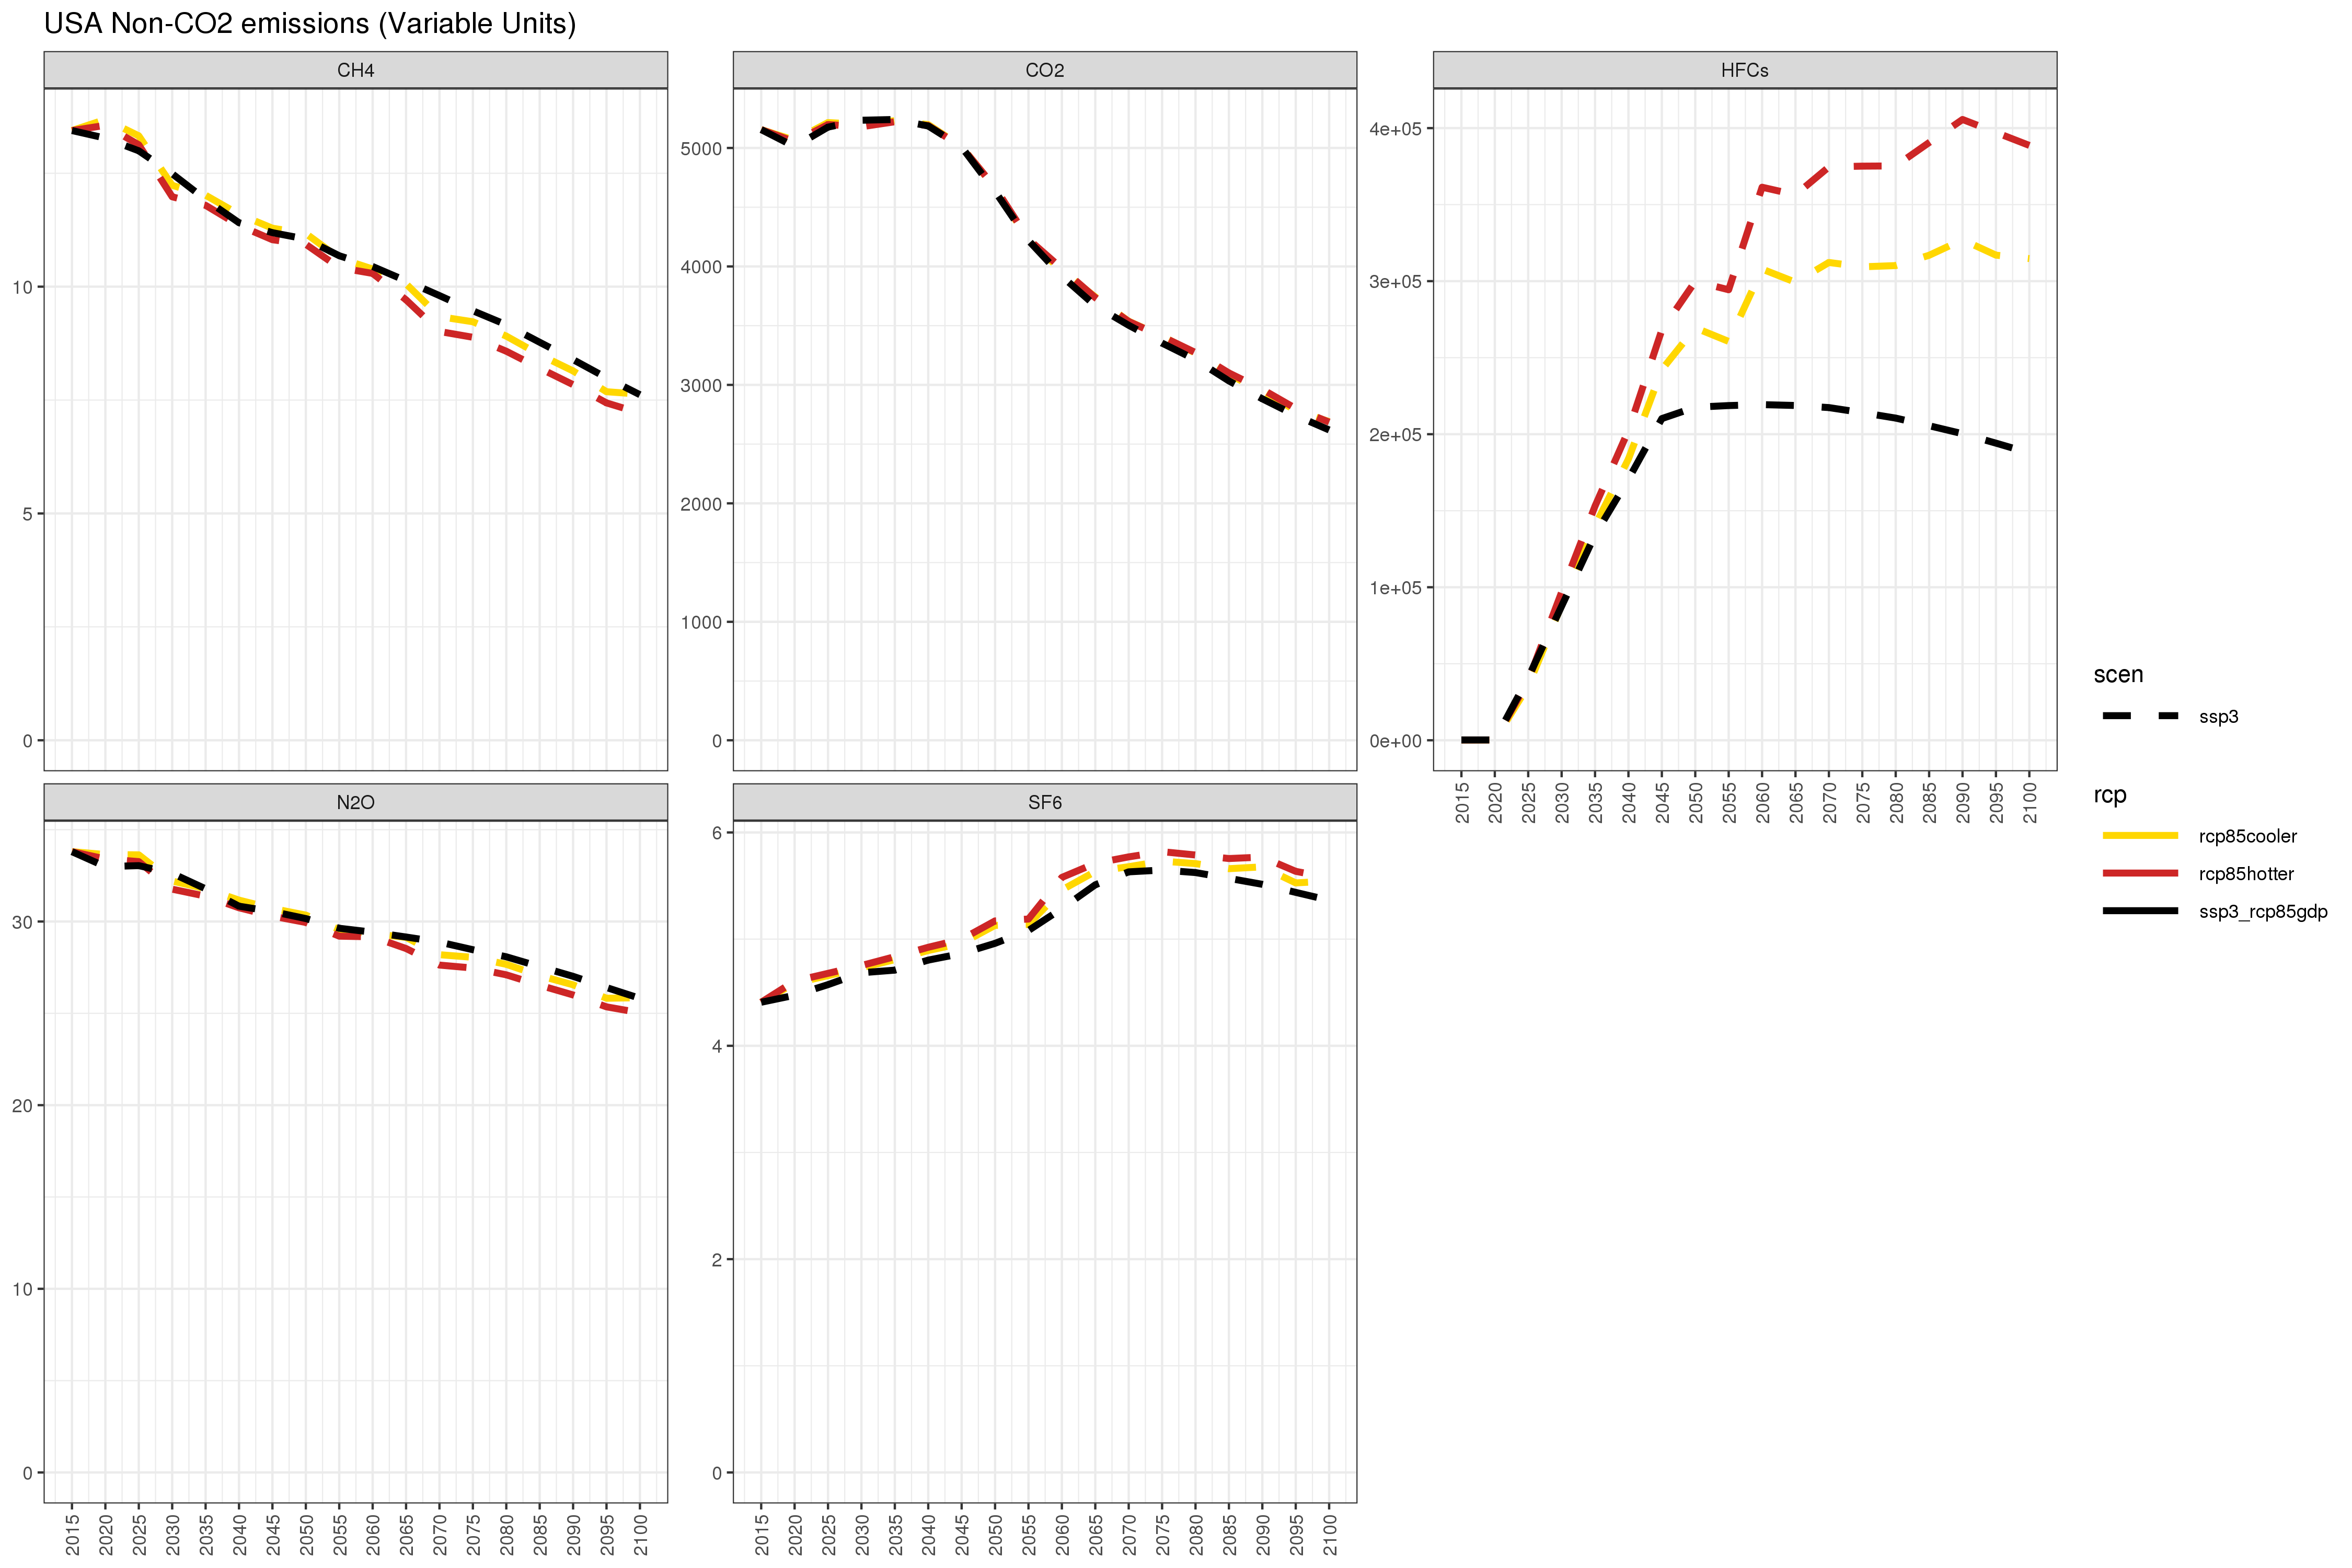 USA Non-CO2 emissions (Variable Units)
CH4
CO2
HFCs
10
5
0
5000
4000
3000
2000
1000
0
4e+05
3e+05
2e+05
1e+05
0e+00
2015 2020 2025 2030 2035 2040 2045 2050 2055 2060 2065 2070 2075 2080 2085 2090 2095 2100
N2O
SF6
30
20
10
0
6
4
2
0
2015 2020 2025 2030 2035 2040 2045 2050 2055 2060 2065 2070 2075 2080 2085 2090 2095 2100
2015 2020 2025 2030 2035 2040 2045 2050 2055 2060 2065 2070 2075 2080 2085 2090 2095 2100
scen
ssp3
rcp
rcp85cooler
rcp85hotter
ssp3_rcp85gdp